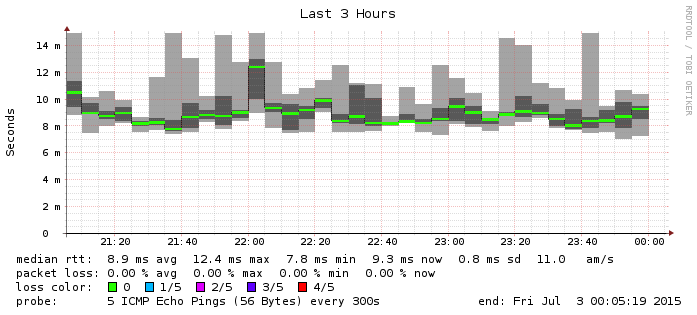 Last 3 Hours
RRDTOOL / TOBI OETIKER
Seconds
14 m
12 m
10 m
8 m
6 m
4 m
2 m
0
21:20 21:40 22:00 22:20 22:40 23:00 23:20 23:40 00:00
median rtt: 8.9 ms avg 12.4 ms max 7.8 ms min 9.3 ms now 0.8 ms sd 11.0 am/s
packet loss: 0.00 % avg 0.00 % max 0.00 % min 0.00 % now
loss color: 0 1/5 2/5 3/5 4/5
probe: 5 ICMP Echo Pings (56 Bytes) every 300s end: Fri Jul 3 00:05:19 2015